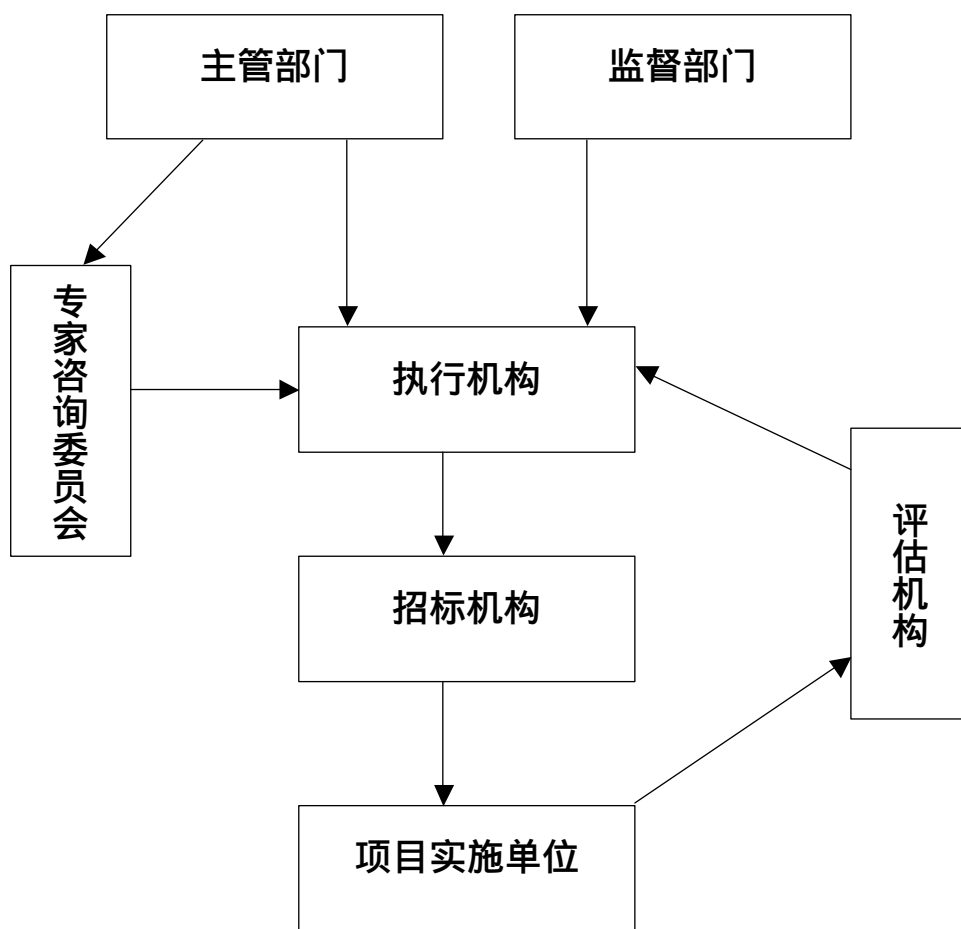 主管部门
监督部门
专家咨询委员会
执行机构
评估机构
招标机构
项目实施单位